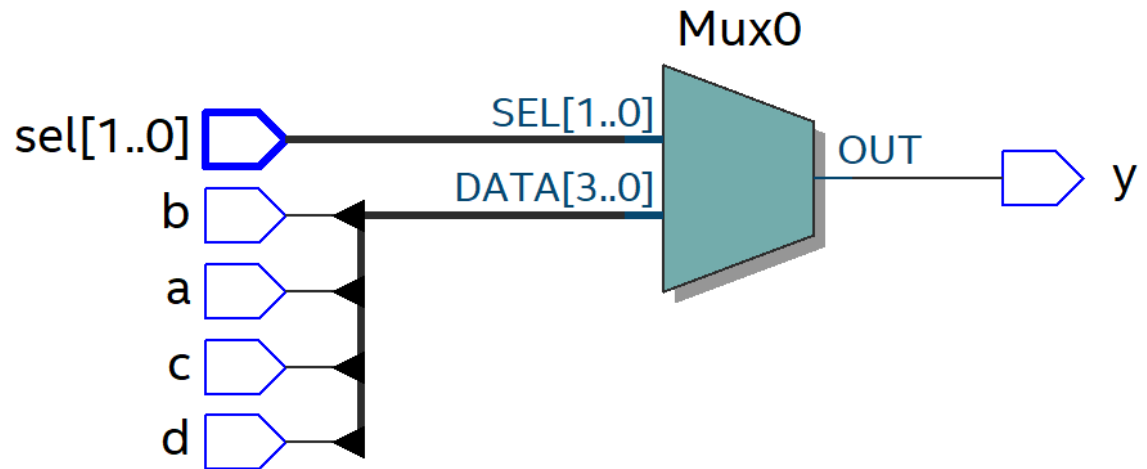 Mux0
sel[1..0]
SEL[1..0]
DATA[3..0]
OUT
y
b
a
c
d